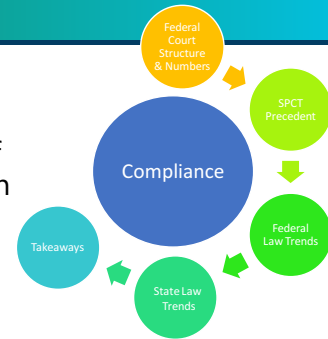 Federal
Court
Structure
& Numbers
SPCT
Precedent
Compliance
Federal
Law Trends
State Law
Trends
Takeaways